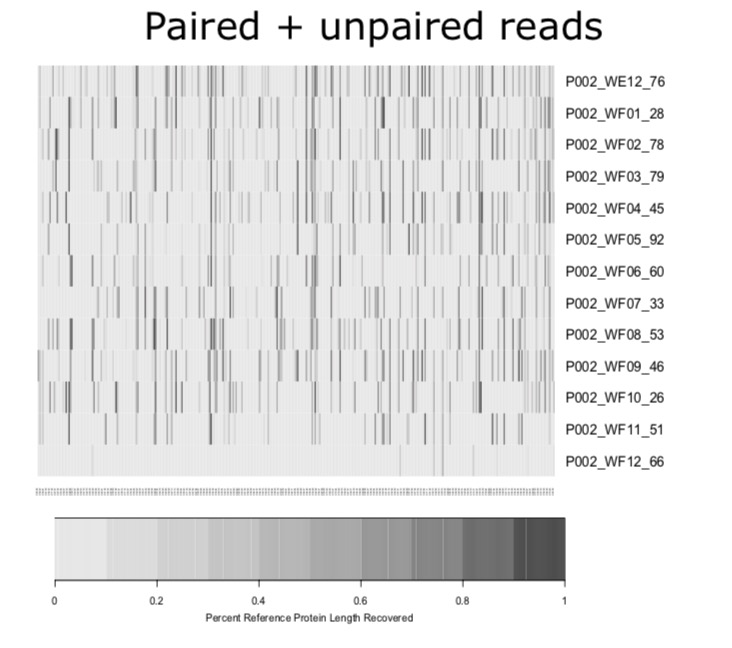 Paired + unpaired reads
P002_WE12_76
P002_WF01_28
P002_WF02_78
P002_WF03_79
P002_WF04_45
P002_WF05_92
P002_WF06_60
P002_WF07_33
P002_WF08_53
P002_WF09_46
P002_WF10_26
P002_WF11_51
P002_WF12_66
0 0.2 0.4 0.6 0.8 1
Percent Reference Protein Length Recovered